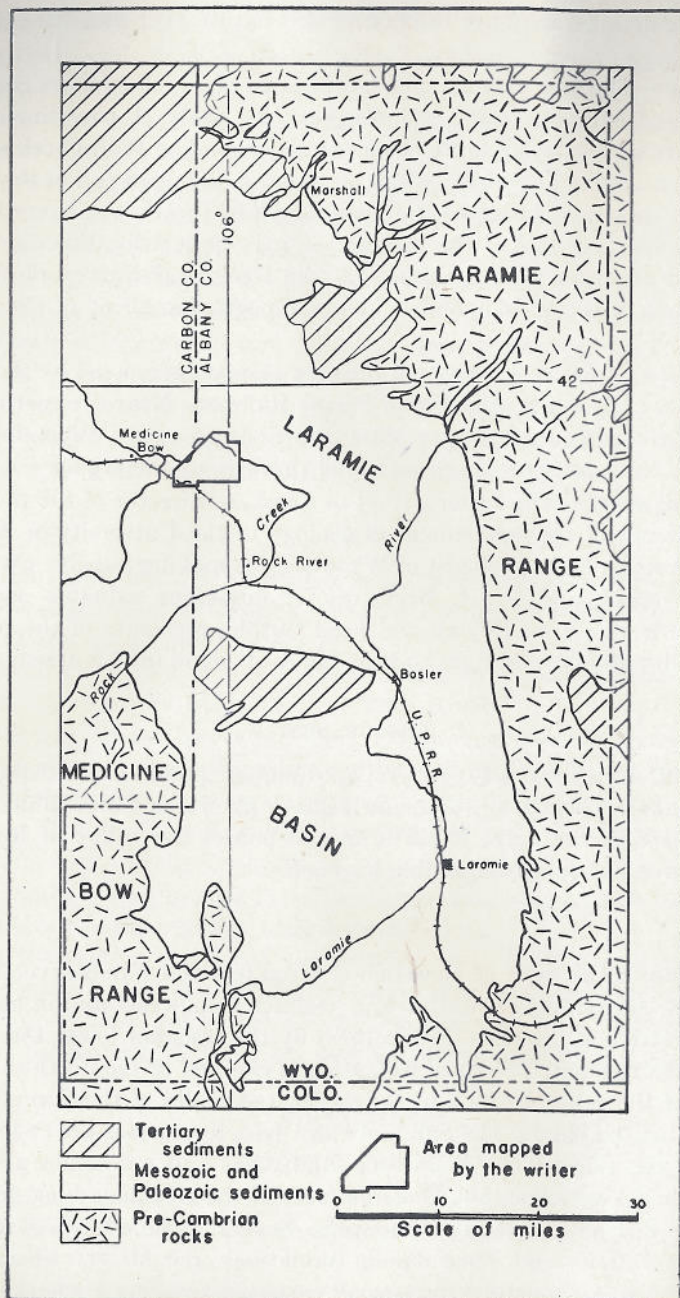 Marshall
106°
LARAMIE
CARBON CO.
ALBANY CO.
42°
LARAMIE
Medicine
Bow
Creek
River
Rock River
RANGE
Rock
Bosler
U. P. R. R.
MEDICINE
BASIN
Laramie
BOW
Laramie
RANGE
WYO.
COLO.
Tertiary
sediments
Mesozoic and
Paleozoic sediments
Pre-Cambrian
rocks
Area mapped
by the writer
0 10 20 30
Scale of miles